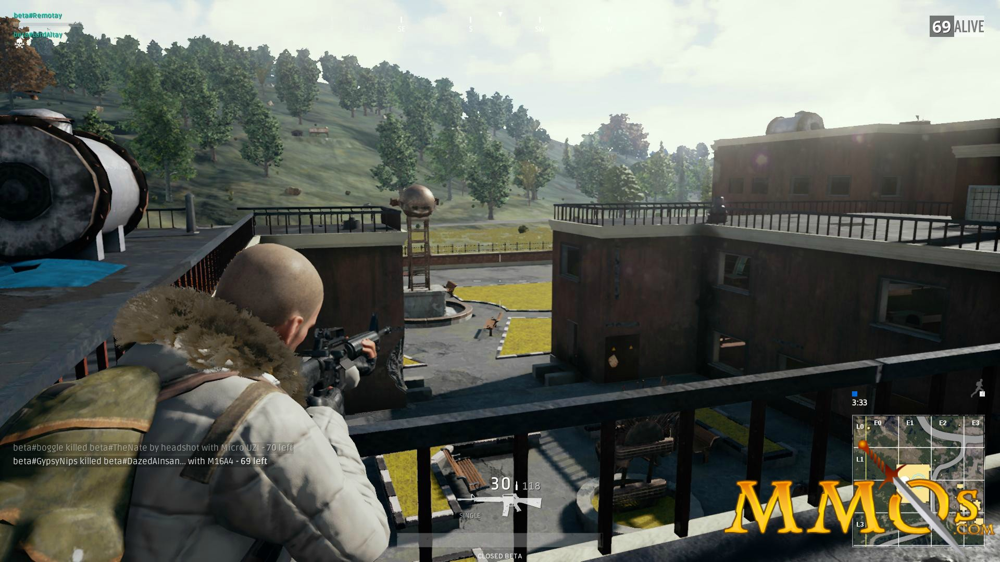 beta#Remotay
beta#LordAltay
SE S SW W
69 ALIVE
3:33
E0 E1 E2 E3
L0
L1
L3
beta#boggle killed beta#TheNate by headshot with Micro UZI - 70 left
beta#GypsyNips killed beta#DazedAInsan... with M16A4 - 69 left
30 118
SINGLE
CLOSED BETA
MMOs
.COM